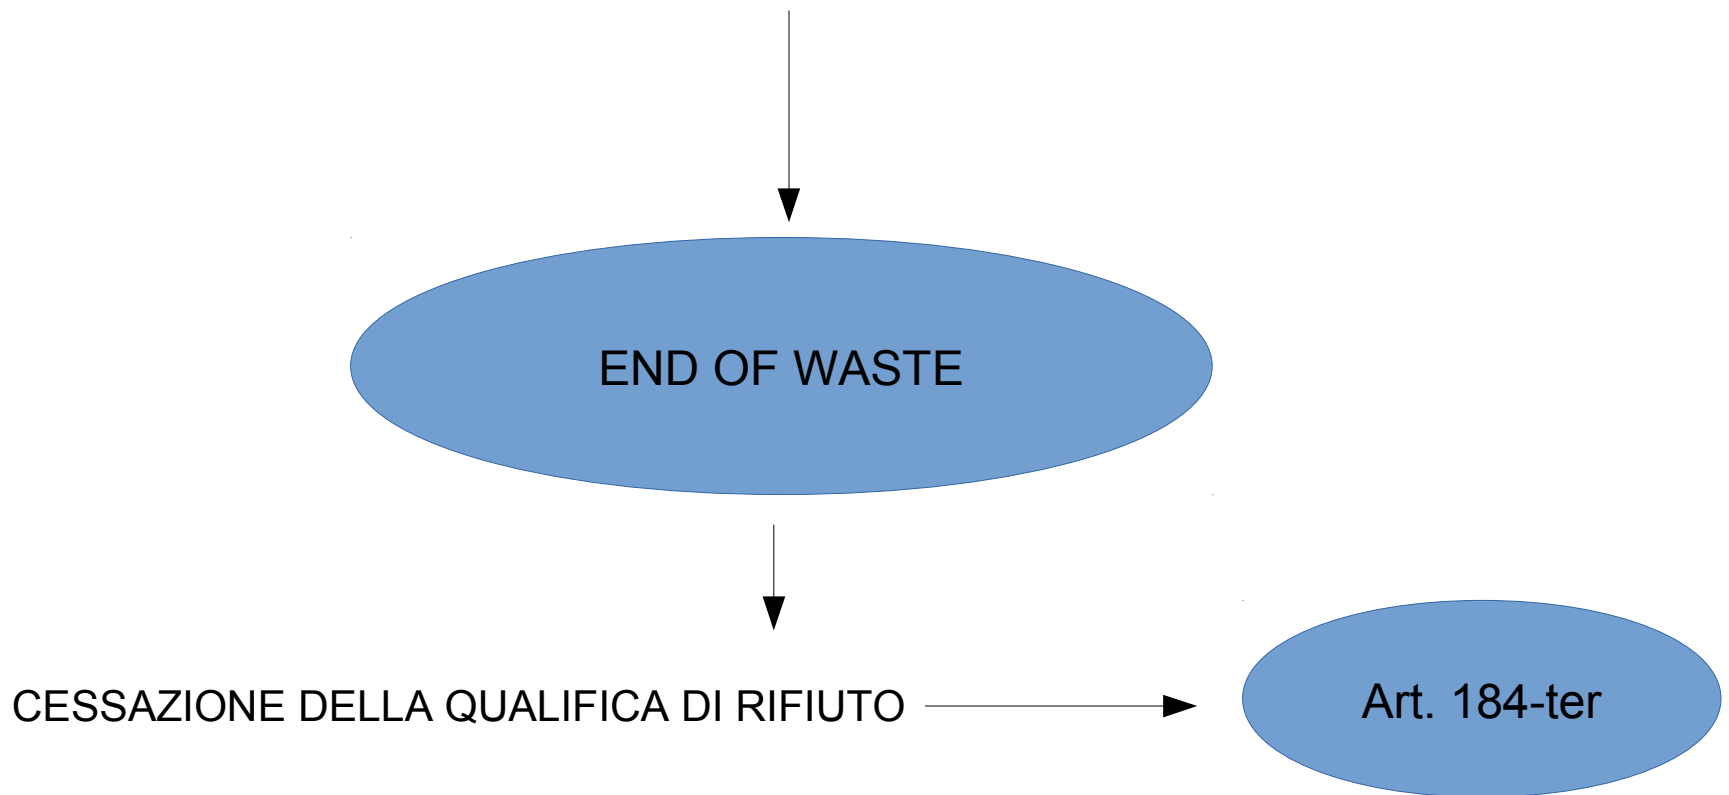 END OF WASTE
CESSAZIONE DELLA QUALIFICA DI RIFIUTO
Art. 184-ter